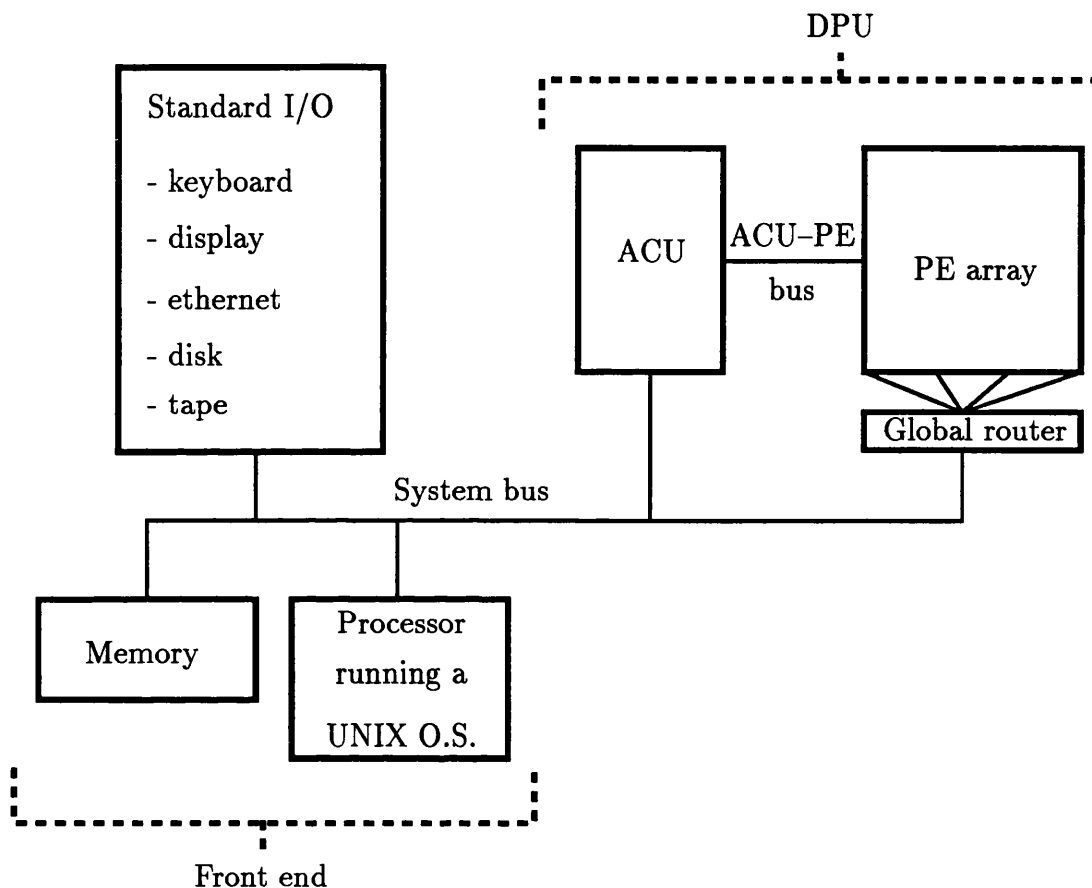 DPU
Standard I/O
- keyboard
- display
- ethernet
- disk
- tape
ACU
ACU–PE
bus
PE array
Global router
System bus
Memory
Processor
running a
UNIX O.S.
Front end